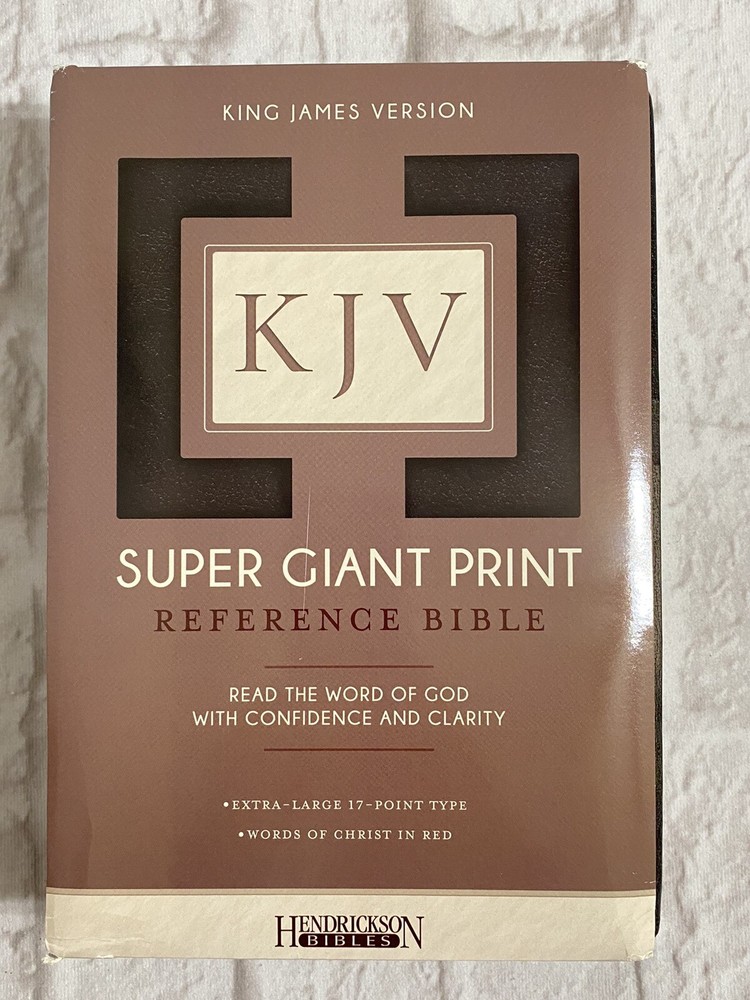 KING JAMES VERSION
KJV
SUPER GIANT PRINT
REFERENCE BIBLE
READ THE WORD OF GOD
WITH CONFIDENCE AND CLARITY
•EXTRA-LARGE 17-POINT TYPE
•WORDS OF CHRIST IN RED
HENDRICKSON
BIBLES